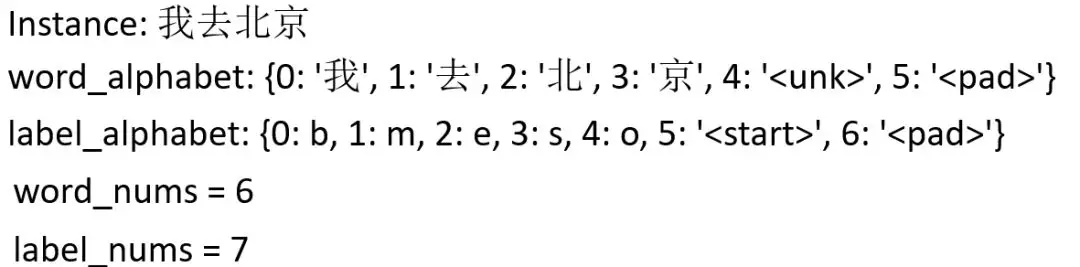 Instance: 我去北京
word_alphabet: {0: '我', 1: '去', 2: '北', 3: '京', 4: '<unk>', 5: '<pad>'}
label_alphabet: {0: b, 1: m, 2: e, 3: s, 4: o, 5: '<start>', 6: '<pad>'}
word_nums = 6
label_nums = 7